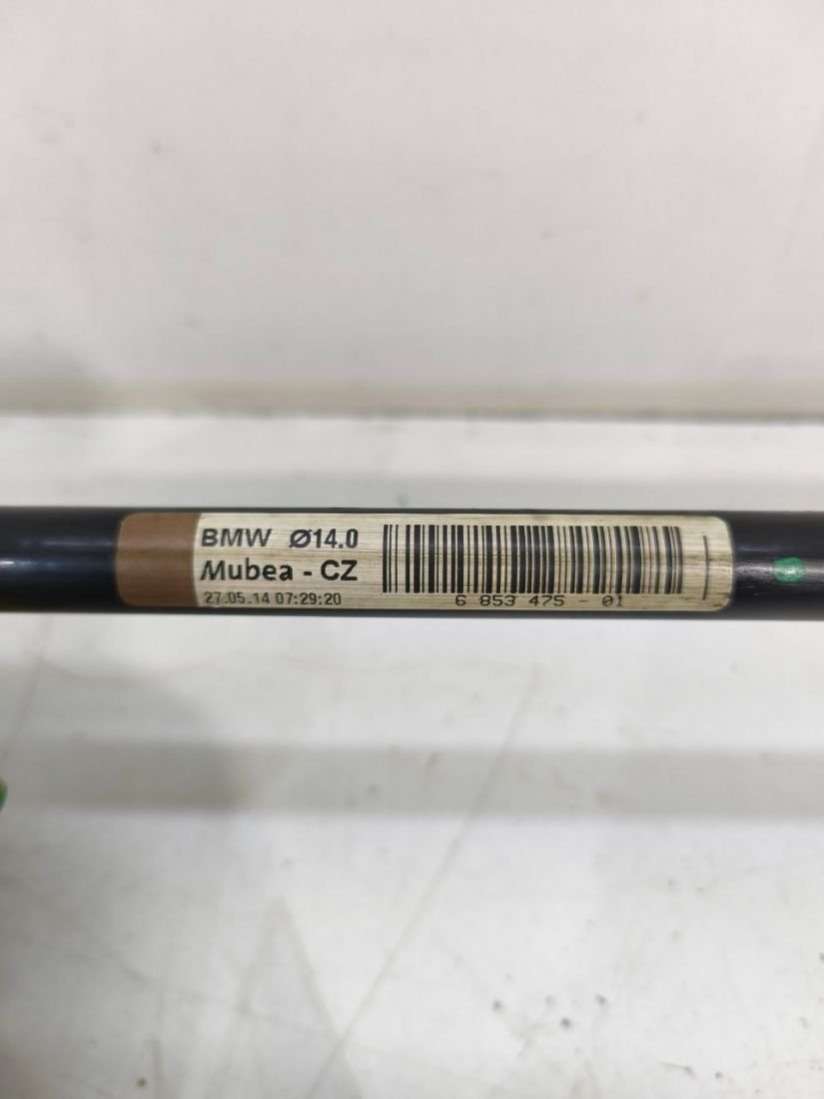 BMW Ø14.0
Mubea - CZ
27.05.14 07:29:20
6 853 475 - 01